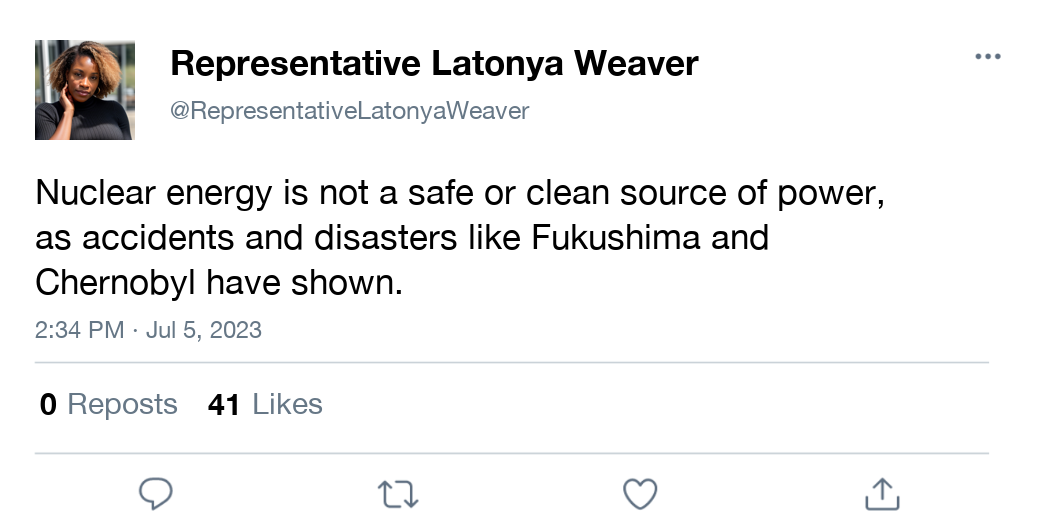 Representative Latonya Weaver
@RepresentativeLatonyaWeaver
Nuclear energy is not a safe or clean source of power,
as accidents and disasters like Fukushima and
Chernobyl have shown.
2:34 PM · Jul 5, 2023
0 Reposts 41 Likes